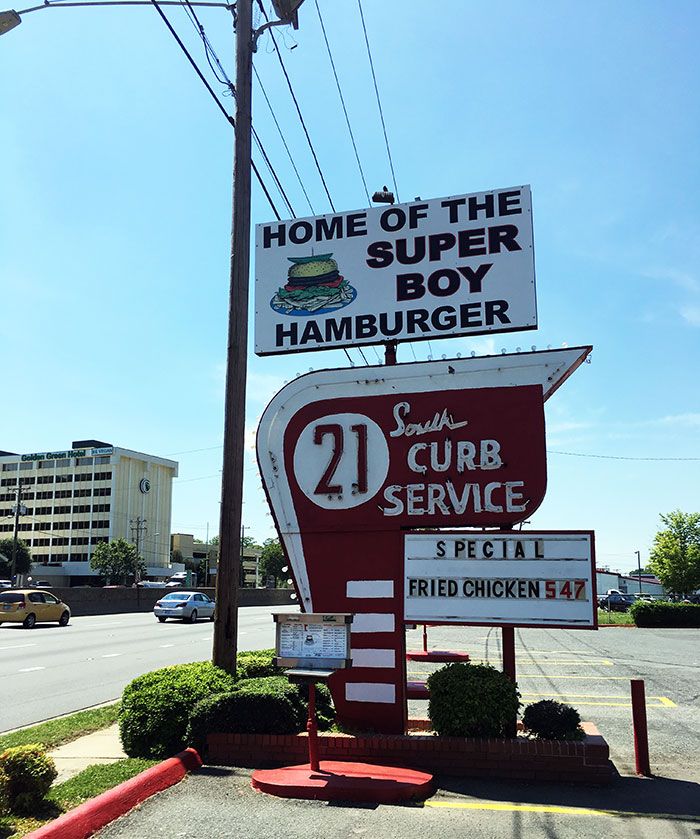 HOME OF THE
SUPER
BOY
HAMBURGER
21
South
CURB
SERVICE
SPECIAL
FRIED CHICKEN 547
Golden Green Hotel